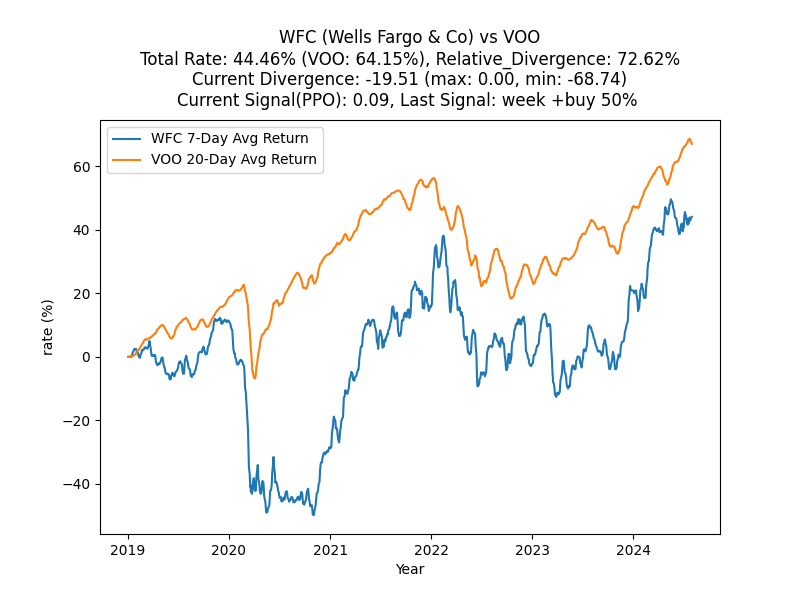 WFC (Wells Fargo & Co) vs VOO
Total Rate: 44.46% (VOO: 64.15%), Relative_Divergence: 72.62%
Current Divergence: -19.51 (max: 0.00, min: -68.74)
Current Signal(PPO): 0.09, Last Signal: week +buy 50%
WFC 7-Day Avg Return
VOO 20-Day Avg Return
60
40
20
0
−20
−40
rate (%)
2019 2020 2021 2022 2023 2024
Year